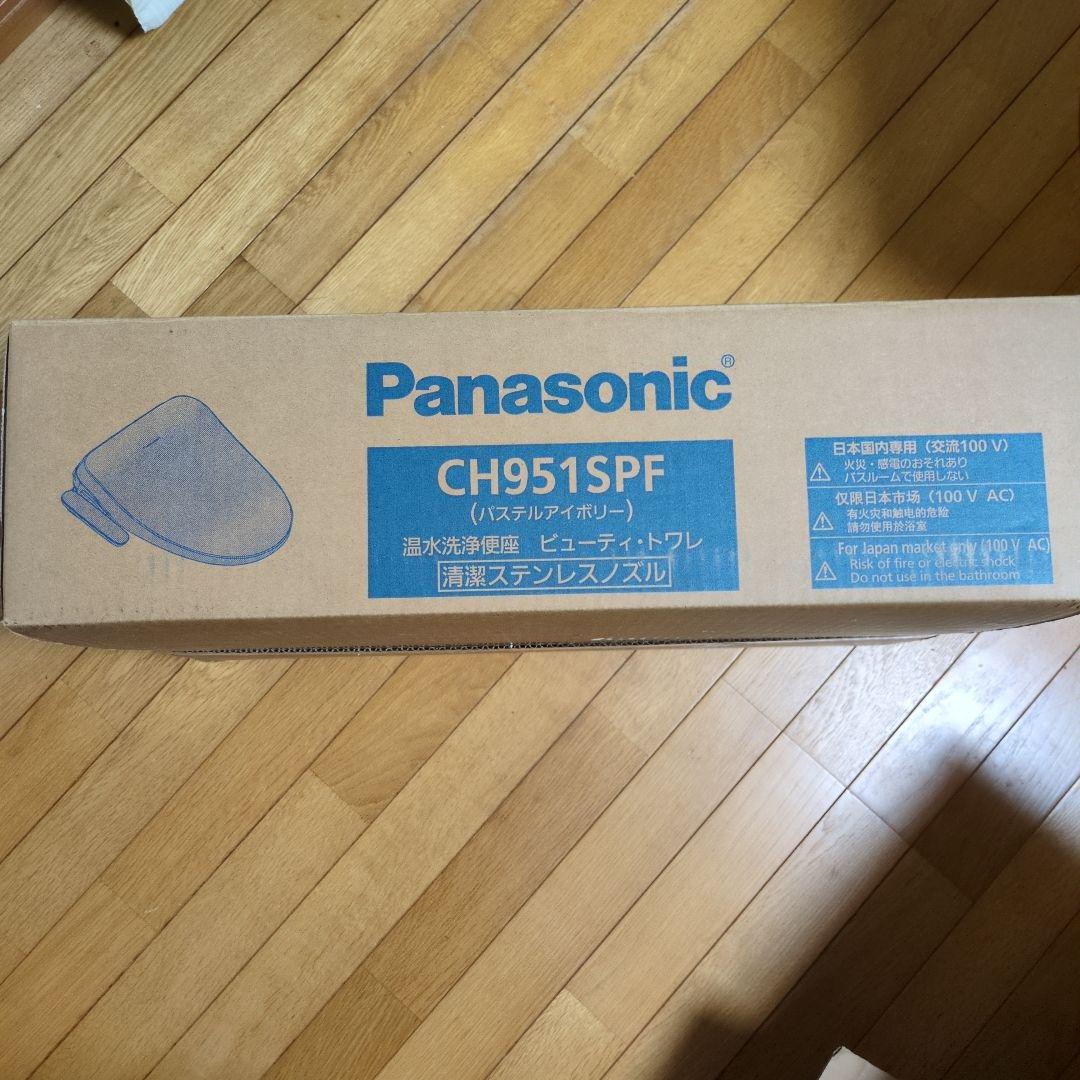 Panasonic®
CH951SPF
(パステルアイボリー)
温水洗浄便座 ビューティ・トワレ
清潔ステンレスノズル
日本国内専用（交流100 V）
火災・感電のおそれあり
バスルームで使用しない
仅限日本市场（100 V AC）
有火灾和触电的危险
請勿使用於浴室
For Japan market only (100 V AC)
Risk of fire or electric shock
Do not use in the bathroom